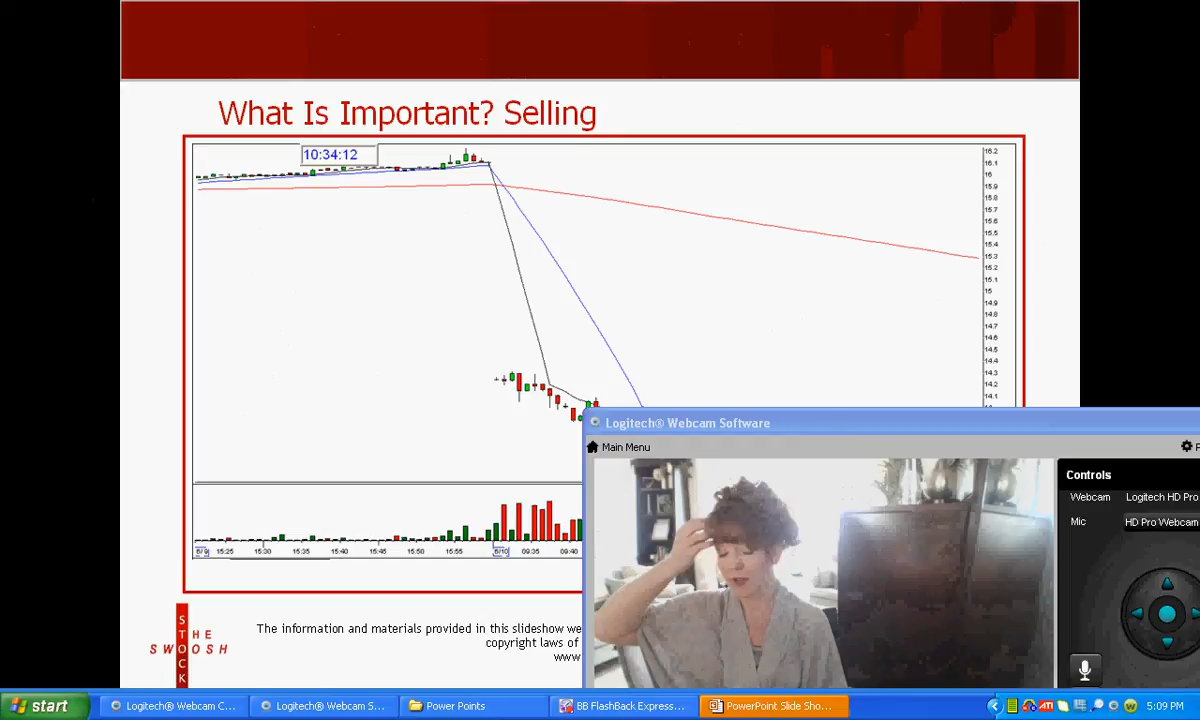 What Is Important? Selling
10:34:12
16.2
16.1
16
15.9
15.8
15.7
15.6
15.5
15.4
15.3
15.2
15.1
15
14.9
14.8
14.7
14.6
14.5
14.4
14.3
14.2
14.1
6/9 15:25 15:30 15:35 15:40 15:45 15:50 15:55 6/10 09:35 09:40
Logitech® Webcam Software
Main Menu
Controls
Webcam Logitech HD Pro
Mic HD Pro Webcam
THE
STOCK
SWOOSH
The information and materials provided in this slideshow we
copyright laws of
www
start
Logitech® Webcam C...
Logitech® Webcam S...
Power Points
BB FlashBack Express...
PowerPoint Slide Sho...
ATI
5:09 PM